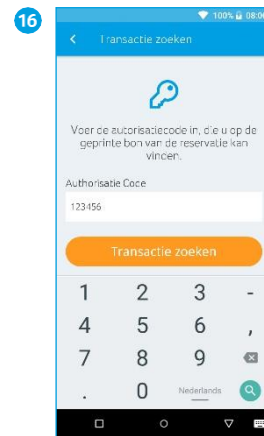 16
100% 08:06
Transactie zoeken
Voer de autorisatiecode in, die u op de
geprinte bon van de reservatie kan
vinden.
Authorisatie Code
123456
Transactie zoeken
1 2 3 -
4 5 6 ,
7 8 9
. 0 Nederlands